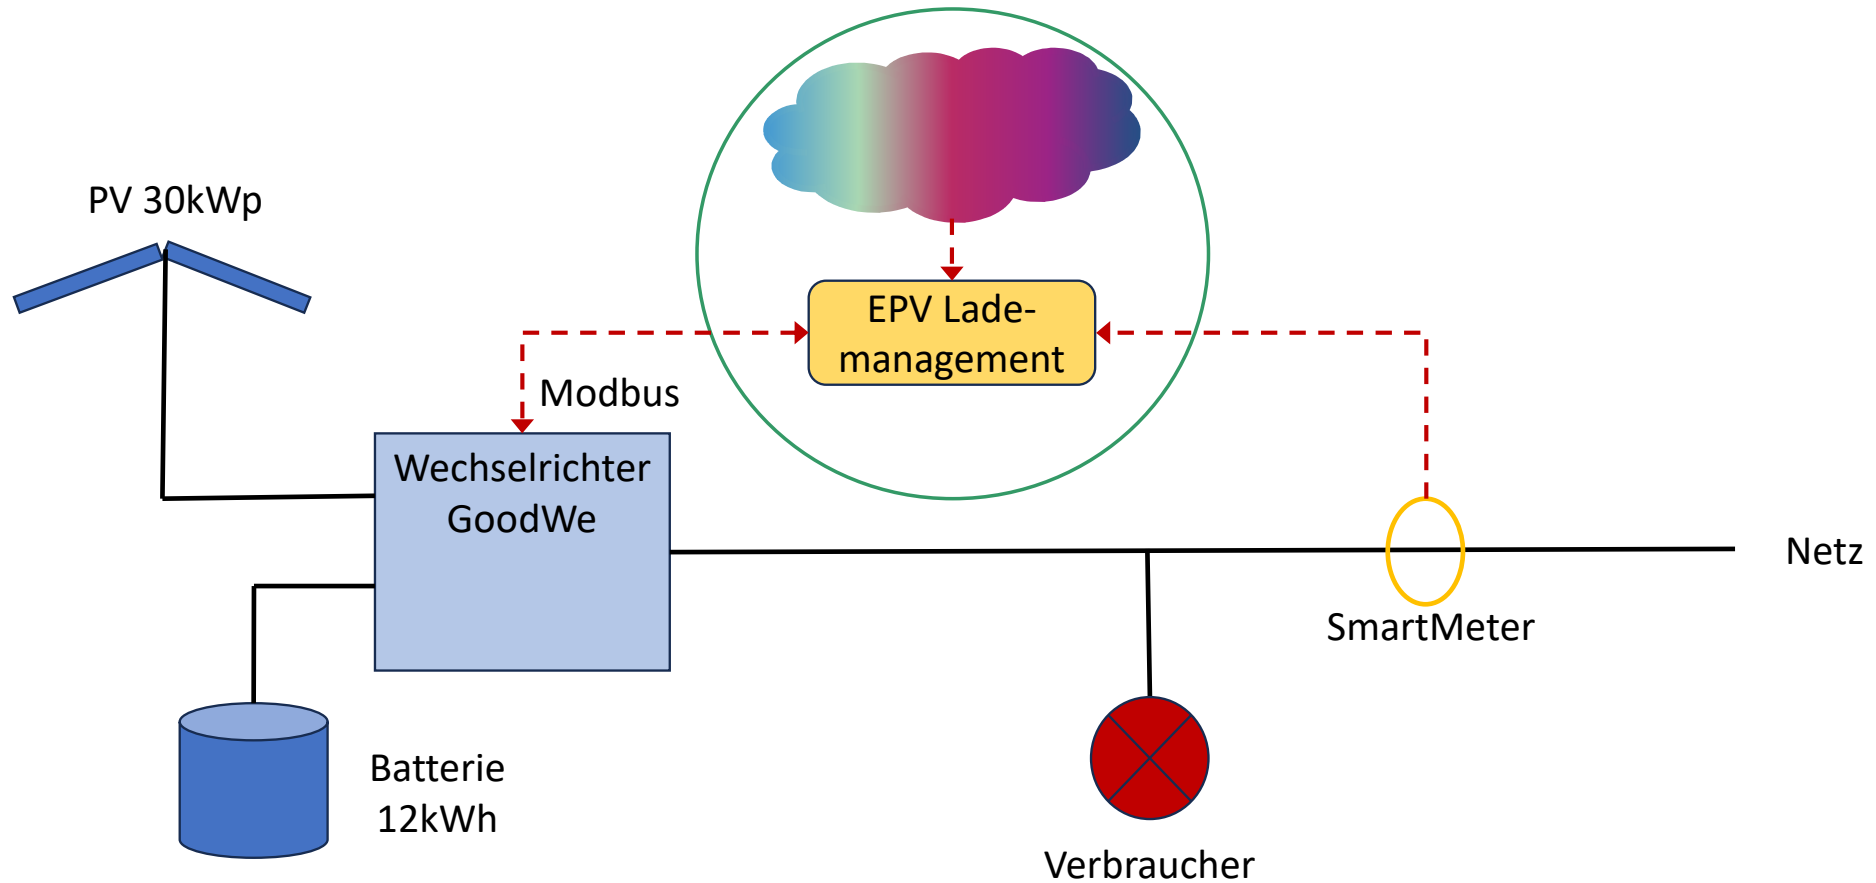 PV 30kWp
EPV Lade-
management
Modbus
Wechselrichter
GoodWe
Netz
SmartMeter
Batterie
12kWh
Verbraucher